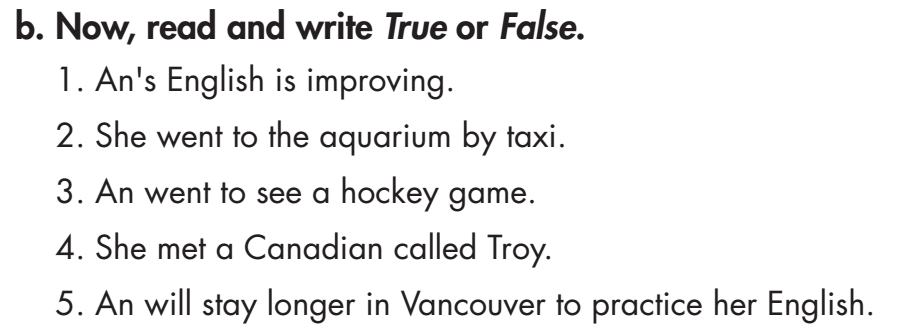 b. Now, read and write True or False.
1. An's English is improving.
2. She went to the aquarium by taxi.
3. An went to see a hockey game.
4. She met a Canadian called Troy.
5. An will stay longer in Vancouver to practice her English.